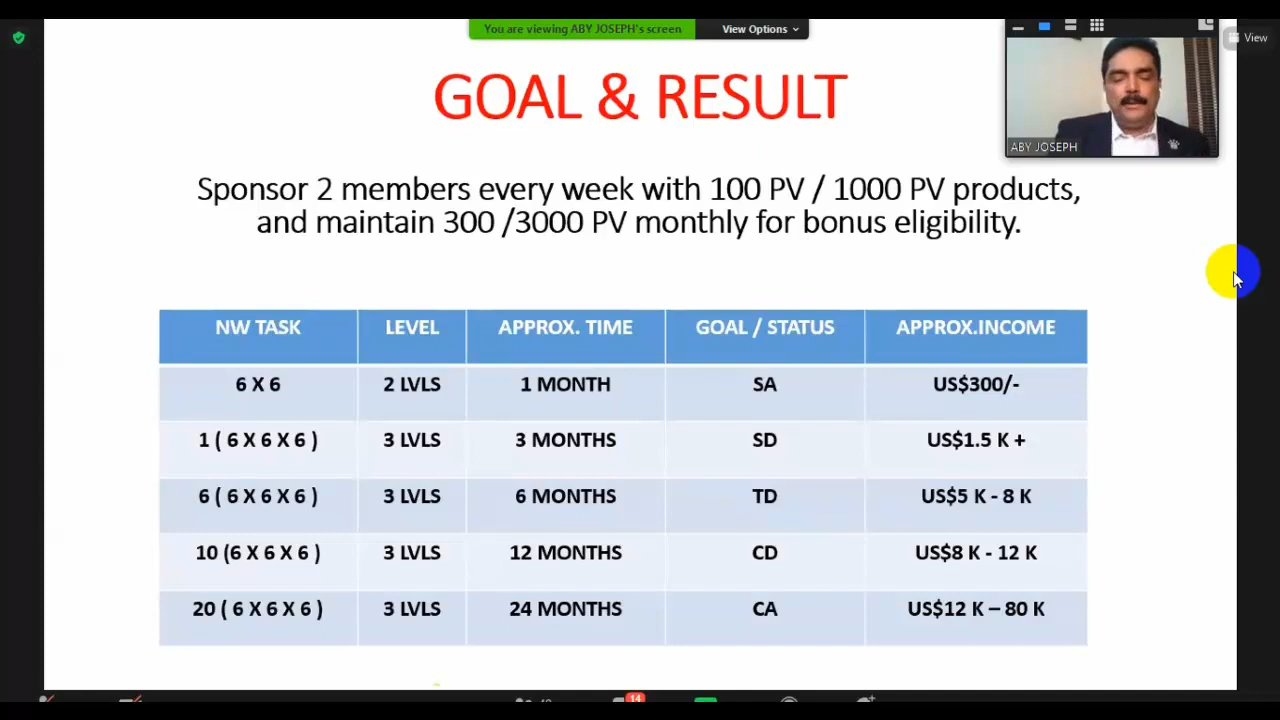 You are viewing ABY JOSEPH's screen
View Options
View
ABY JOSEPH
GOAL & RESULT
Sponsor 2 members every week with 100 PV / 1000 PV products,
and maintain 300 /3000 PV monthly for bonus eligibility.
NW TASK LEVEL APPROX. TIME GOAL / STATUS APPROX.INCOME
6 X 6 2 LVLS 1 MONTH SA US$300/-
1 ( 6 X 6 X 6 ) 3 LVLS 3 MONTHS SD US$1.5 K +
6 ( 6 X 6 X 6 ) 3 LVLS 6 MONTHS TD US$5 K - 8 K
10 (6 X 6 X 6 ) 3 LVLS 12 MONTHS CD US$8 K - 12 K
20 ( 6 X 6 X 6 ) 3 LVLS 24 MONTHS CA US$12 K – 80 K
14